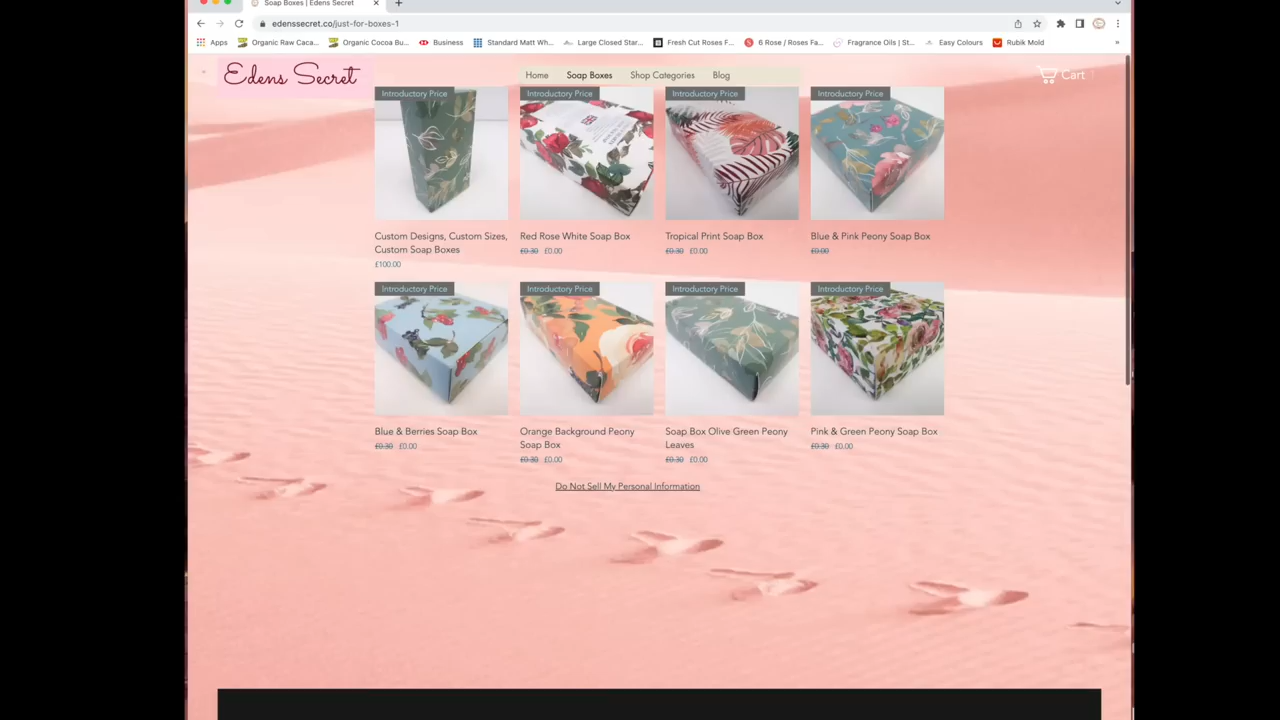 Soap Boxes | Edens Secret
edenssecret.co/just-for-boxes-1
Apps Organic Raw Caca... Organic Cocoa Bu... Business Standard Matt Wh... Large Closed Star... Fresh Cut Roses F... 6 Rose / Roses Fa... Fragrance Oils | St... Easy Colours Rubik Mold »
Edens Secret Home Soap Boxes Shop Categories Blog Cart
Introductory Price Introductory Price Introductory Price Introductory Price
Custom Designs, Custom Sizes, Red Rose White Soap Box Tropical Print Soap Box Blue & Pink Peony Soap Box
Custom Soap Boxes £0.30 £0.00 £0.30 £0.00 £0.00
£100.00
Introductory Price Introductory Price Introductory Price Introductory Price
Blue & Berries Soap Box Orange Background Peony Soap Box Olive Green Peony Pink & Green Peony Soap Box
£0.30 £0.00 Soap Box Leaves £0.30 £0.00
£0.30 £0.00 £0.30 £0.00
Do Not Sell My Personal Information